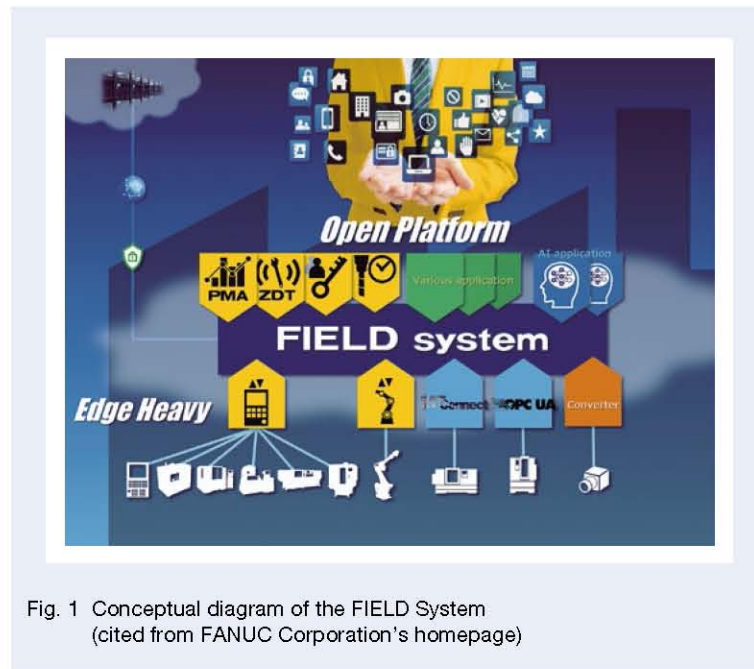 Open Platform
AI application
PMA ZDT Various application
FIELD system
Edge Heavy
Connect OPC UA Converter
Fig. 1 Conceptual diagram of the FIELD System
(cited from FANUC Corporation's homepage)